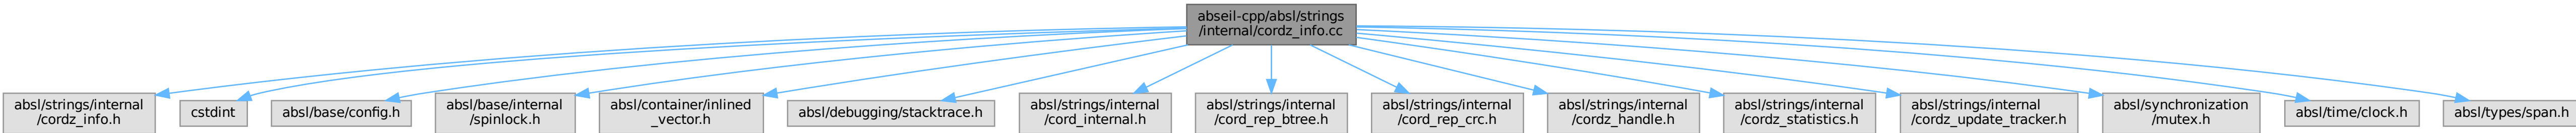 abseil-cpp/absl/strings
/internal/cordz_info.cc
absl/strings/internal
/cordz_info.h
cstdint
absl/base/config.h
absl/base/internal
/spinlock.h
absl/container/inlined
_vector.h
absl/debugging/stacktrace.h
absl/strings/internal
/cord_internal.h
absl/strings/internal
/cord_rep_btree.h
absl/strings/internal
/cord_rep_crc.h
absl/strings/internal
/cordz_handle.h
absl/strings/internal
/cordz_statistics.h
absl/strings/internal
/cordz_update_tracker.h
absl/synchronization
/mutex.h
absl/time/clock.h
absl/types/span.h